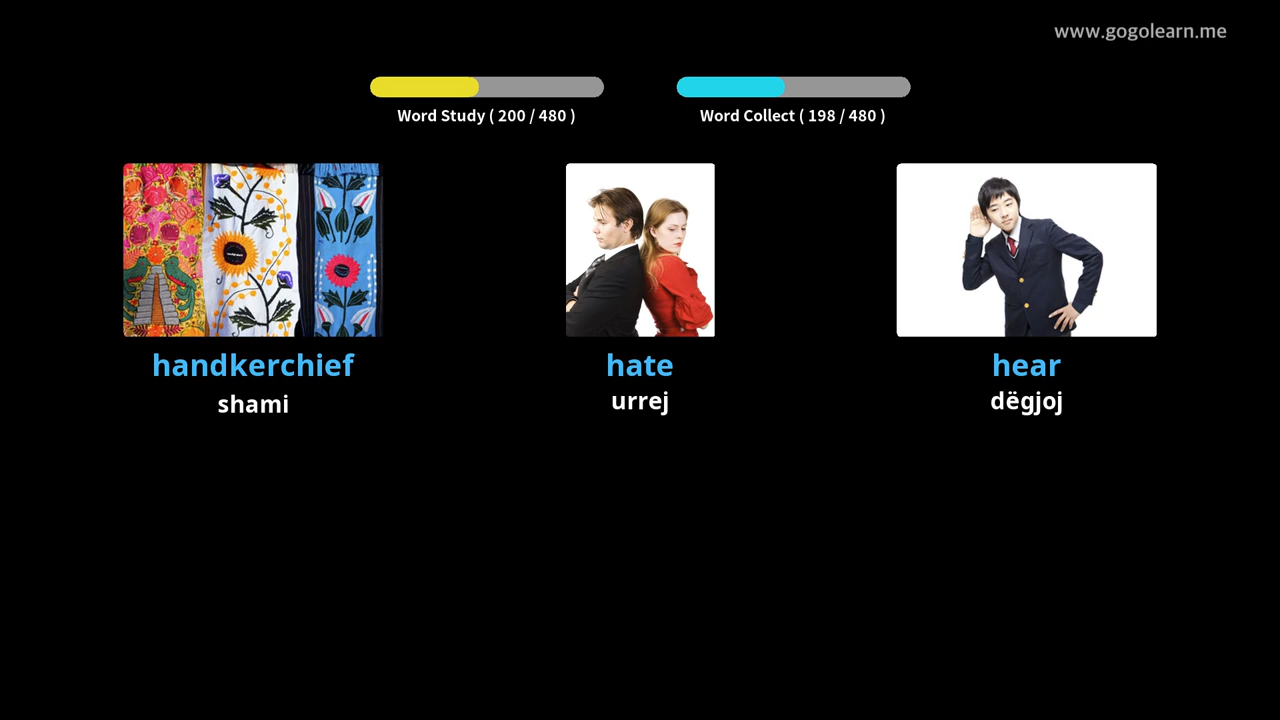 www.gogolearn.me
Word Study ( 200 / 480 )
Word Collect ( 198 / 480 )
handkerchief
shami
hate
urrej
hear
dëgjoj